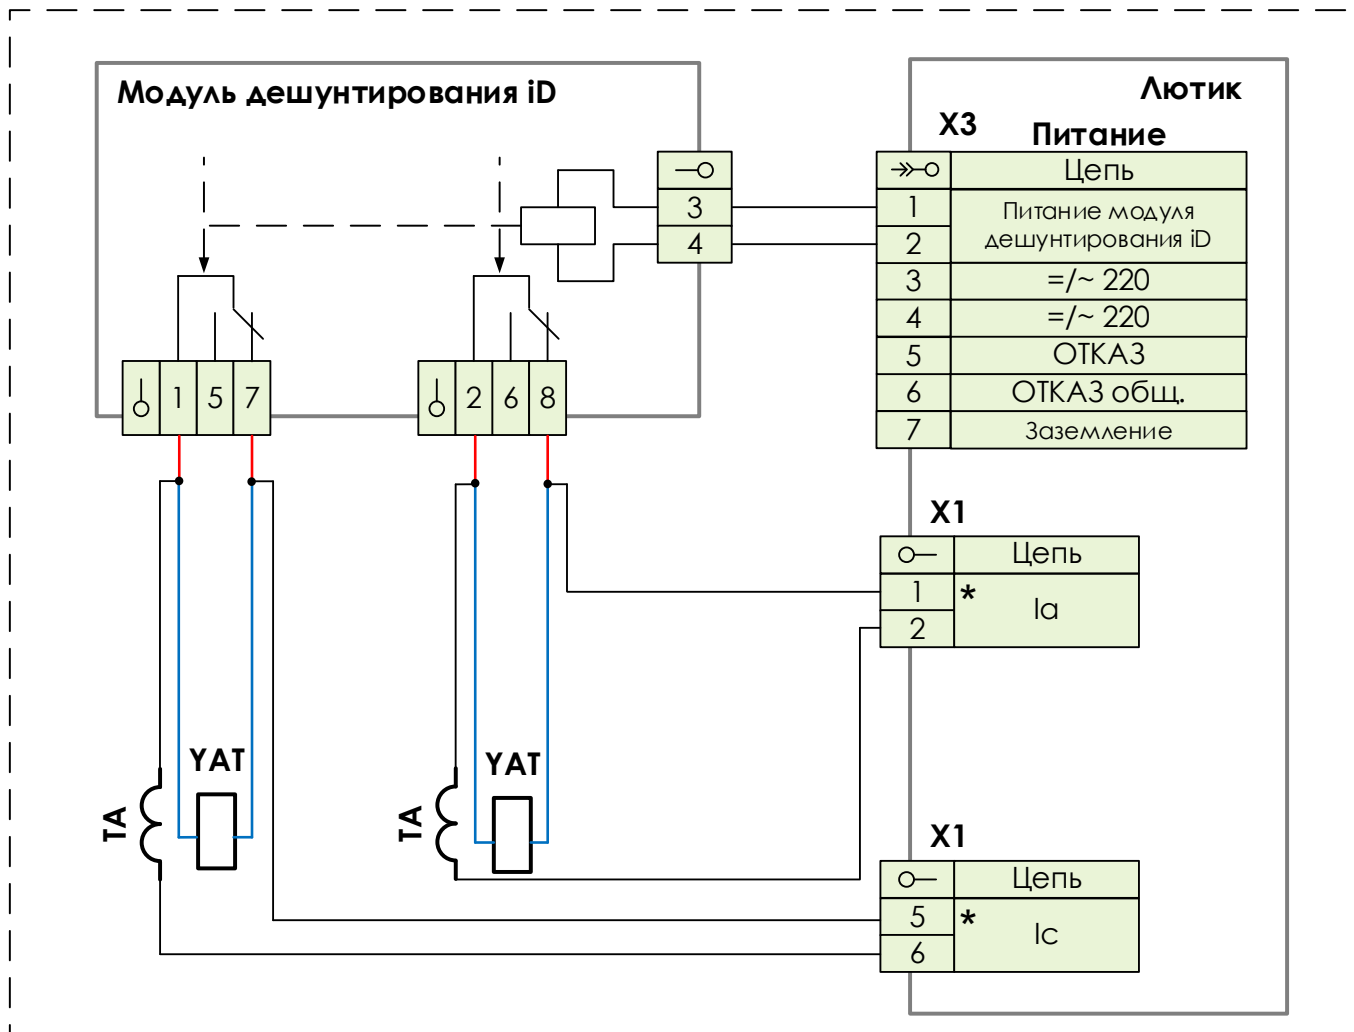 Модуль дешунтирования iD
Лютик
X3
Питание
Цепь
3
4
1
2
Питание модуля
дешунтирования iD
3
=/~ 220
4
=/~ 220
5
ОТКАЗ
6
ОТКАЗ общ.
7
Заземление
1
5
7
2
6
8
X1
Цепь
1
*
Ia
2
YAT
TA
YAT
TA
X1
Цепь
5
*
Ic
6